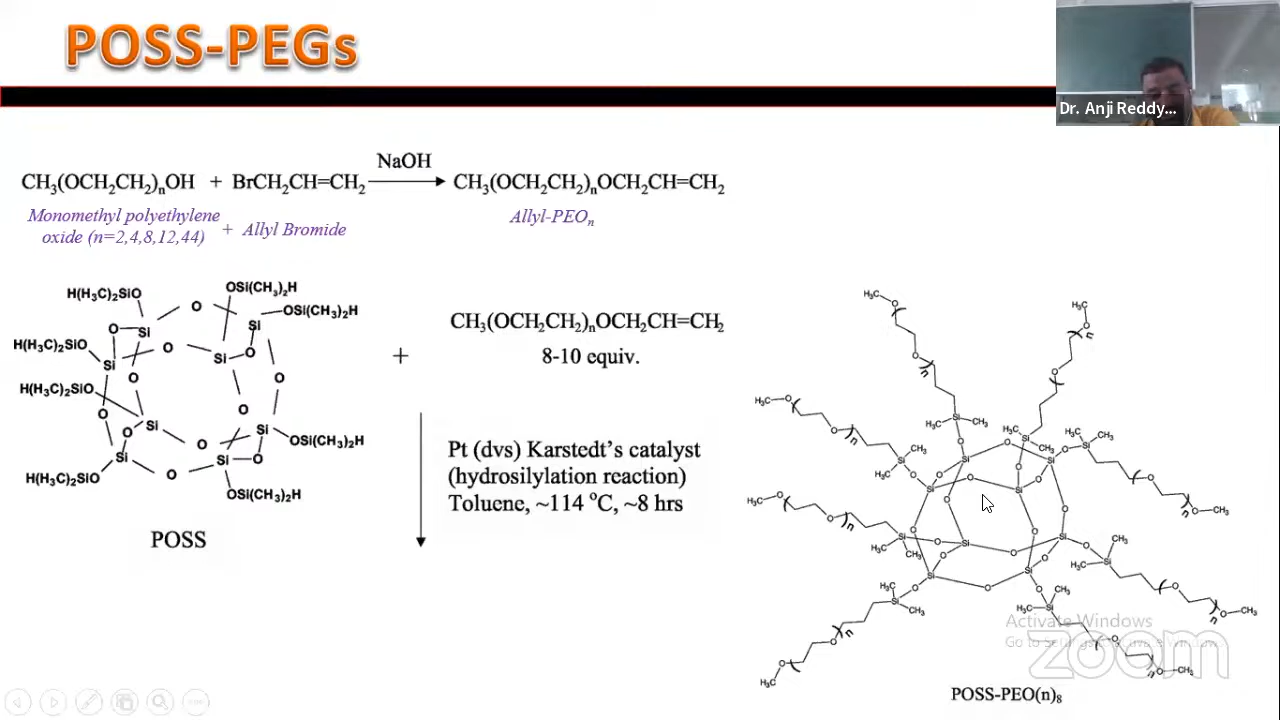 POSS-PEGs
Dr. Anji Reddy...
NaOH
CH₃(OCH₂CH₂)ₙOH + BrCH₂CH=CH₂ CH₃(OCH₂CH₂)ₙOCH₂CH=CH₂
Monomethyl polyethylene
oxide (n=2,4,8,12,44)
+ Allyl Bromide
Allyl-PEOₙ
H(H₃C)₂SiO
OSi(CH₃)₂H
OSi(CH₃)₂H
H(H₃C)₂SiO
H(H₃C)₂SiO
OSi(CH₃)₂H
H(H₃C)₂SiO
OSi(CH₃)₂H
POSS
+
CH₃(OCH₂CH₂)ₙOCH₂CH=CH₂
8-10 equiv.
Pt (dvs) Karstedt's catalyst
(hydrosilylation reaction)
Toluene, ~114 °C, ~8 hrs
Activate Windows
zoom
POSS-PEO(n)₈